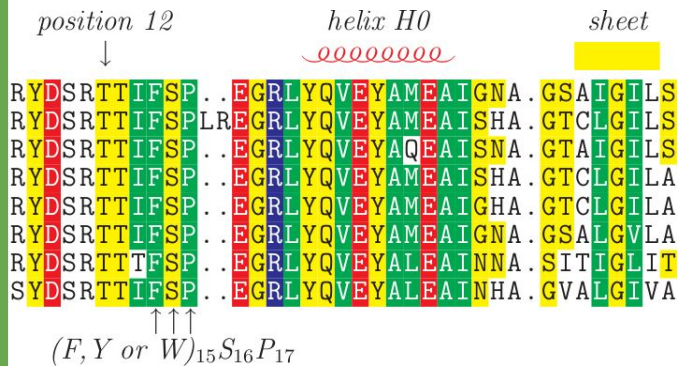 position 12 helix H0 sheet
RYDSRTTIFSP..EGRLYQVEYAMEAIGNA.GSAIGILS
RYDSRTTIFSPLREGRLYQVEYAMEAISHA.GTCLGILS
RYDSRTTIFSP..EGRLYQVEYAQEAISNA.GTAIGILS
RYDSRTTIFSP..EGRLYQVEYAMEAISHA.GTCLGILA
RYDSRTTIFSP..EGRLYQVEYAMEAISHA.GTCLGILA
RYDSRTTIFSP..EGRLYQVEYAMEAIGNA.GSALGVLA
RYDSRTTTFSP..EGRLYQVEYALEAINNA.SITIGLIT
SYDSRTTIFSP..EGRLYQVEYALEAINHA.GVALGIVA
(F, Y or W)₁₅S₁₆P₁₇